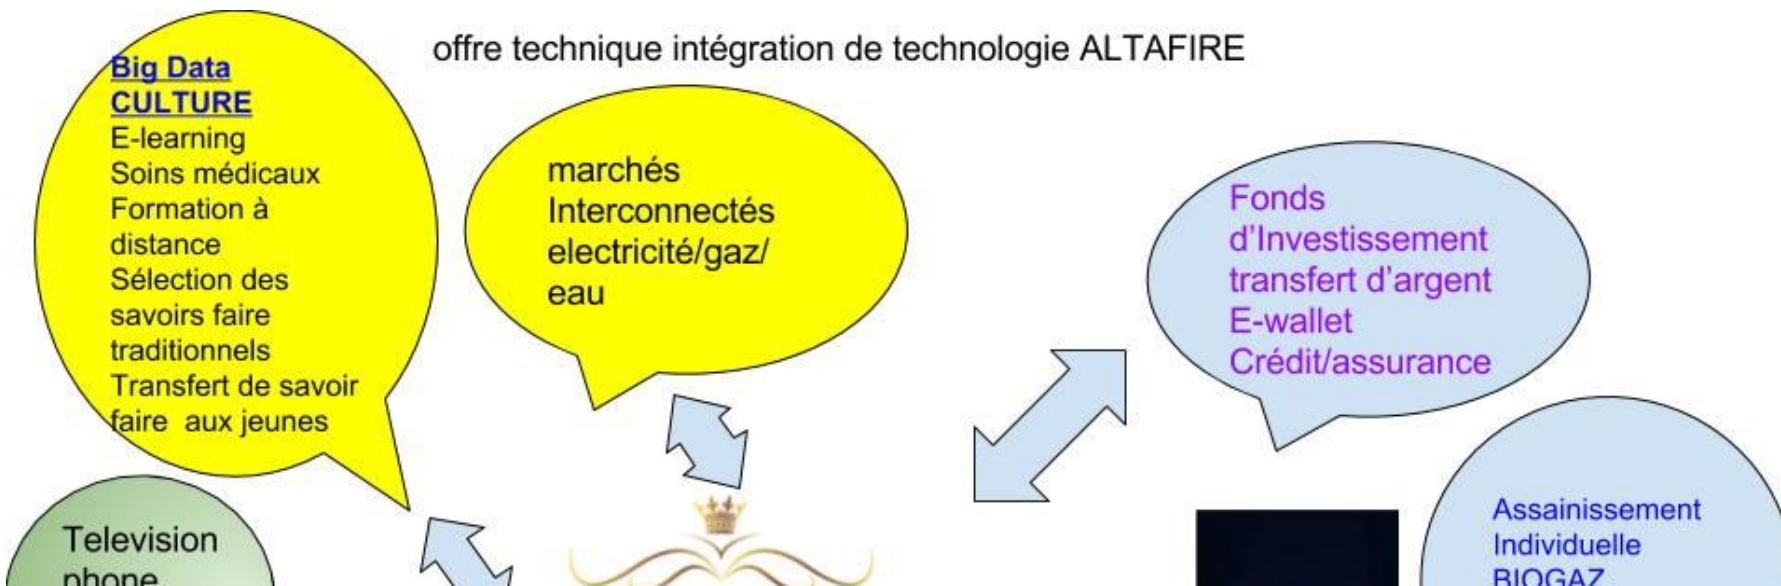 offre technique intégration de technologie ALTAFIRE
Big Data
CULTURE
E-learning
Soins médicaux
Formation à
distance
Sélection des
savoirs faire
traditionnels
Transfert de savoir
faire aux jeunes
marchés
Interconnectés
electricité/gaz/
eau
Fonds
d'Investissement
transfert d'argent
E-wallet
Crédit/assurance
Television
phone
Assainissement
Individuelle
BIOGAZ